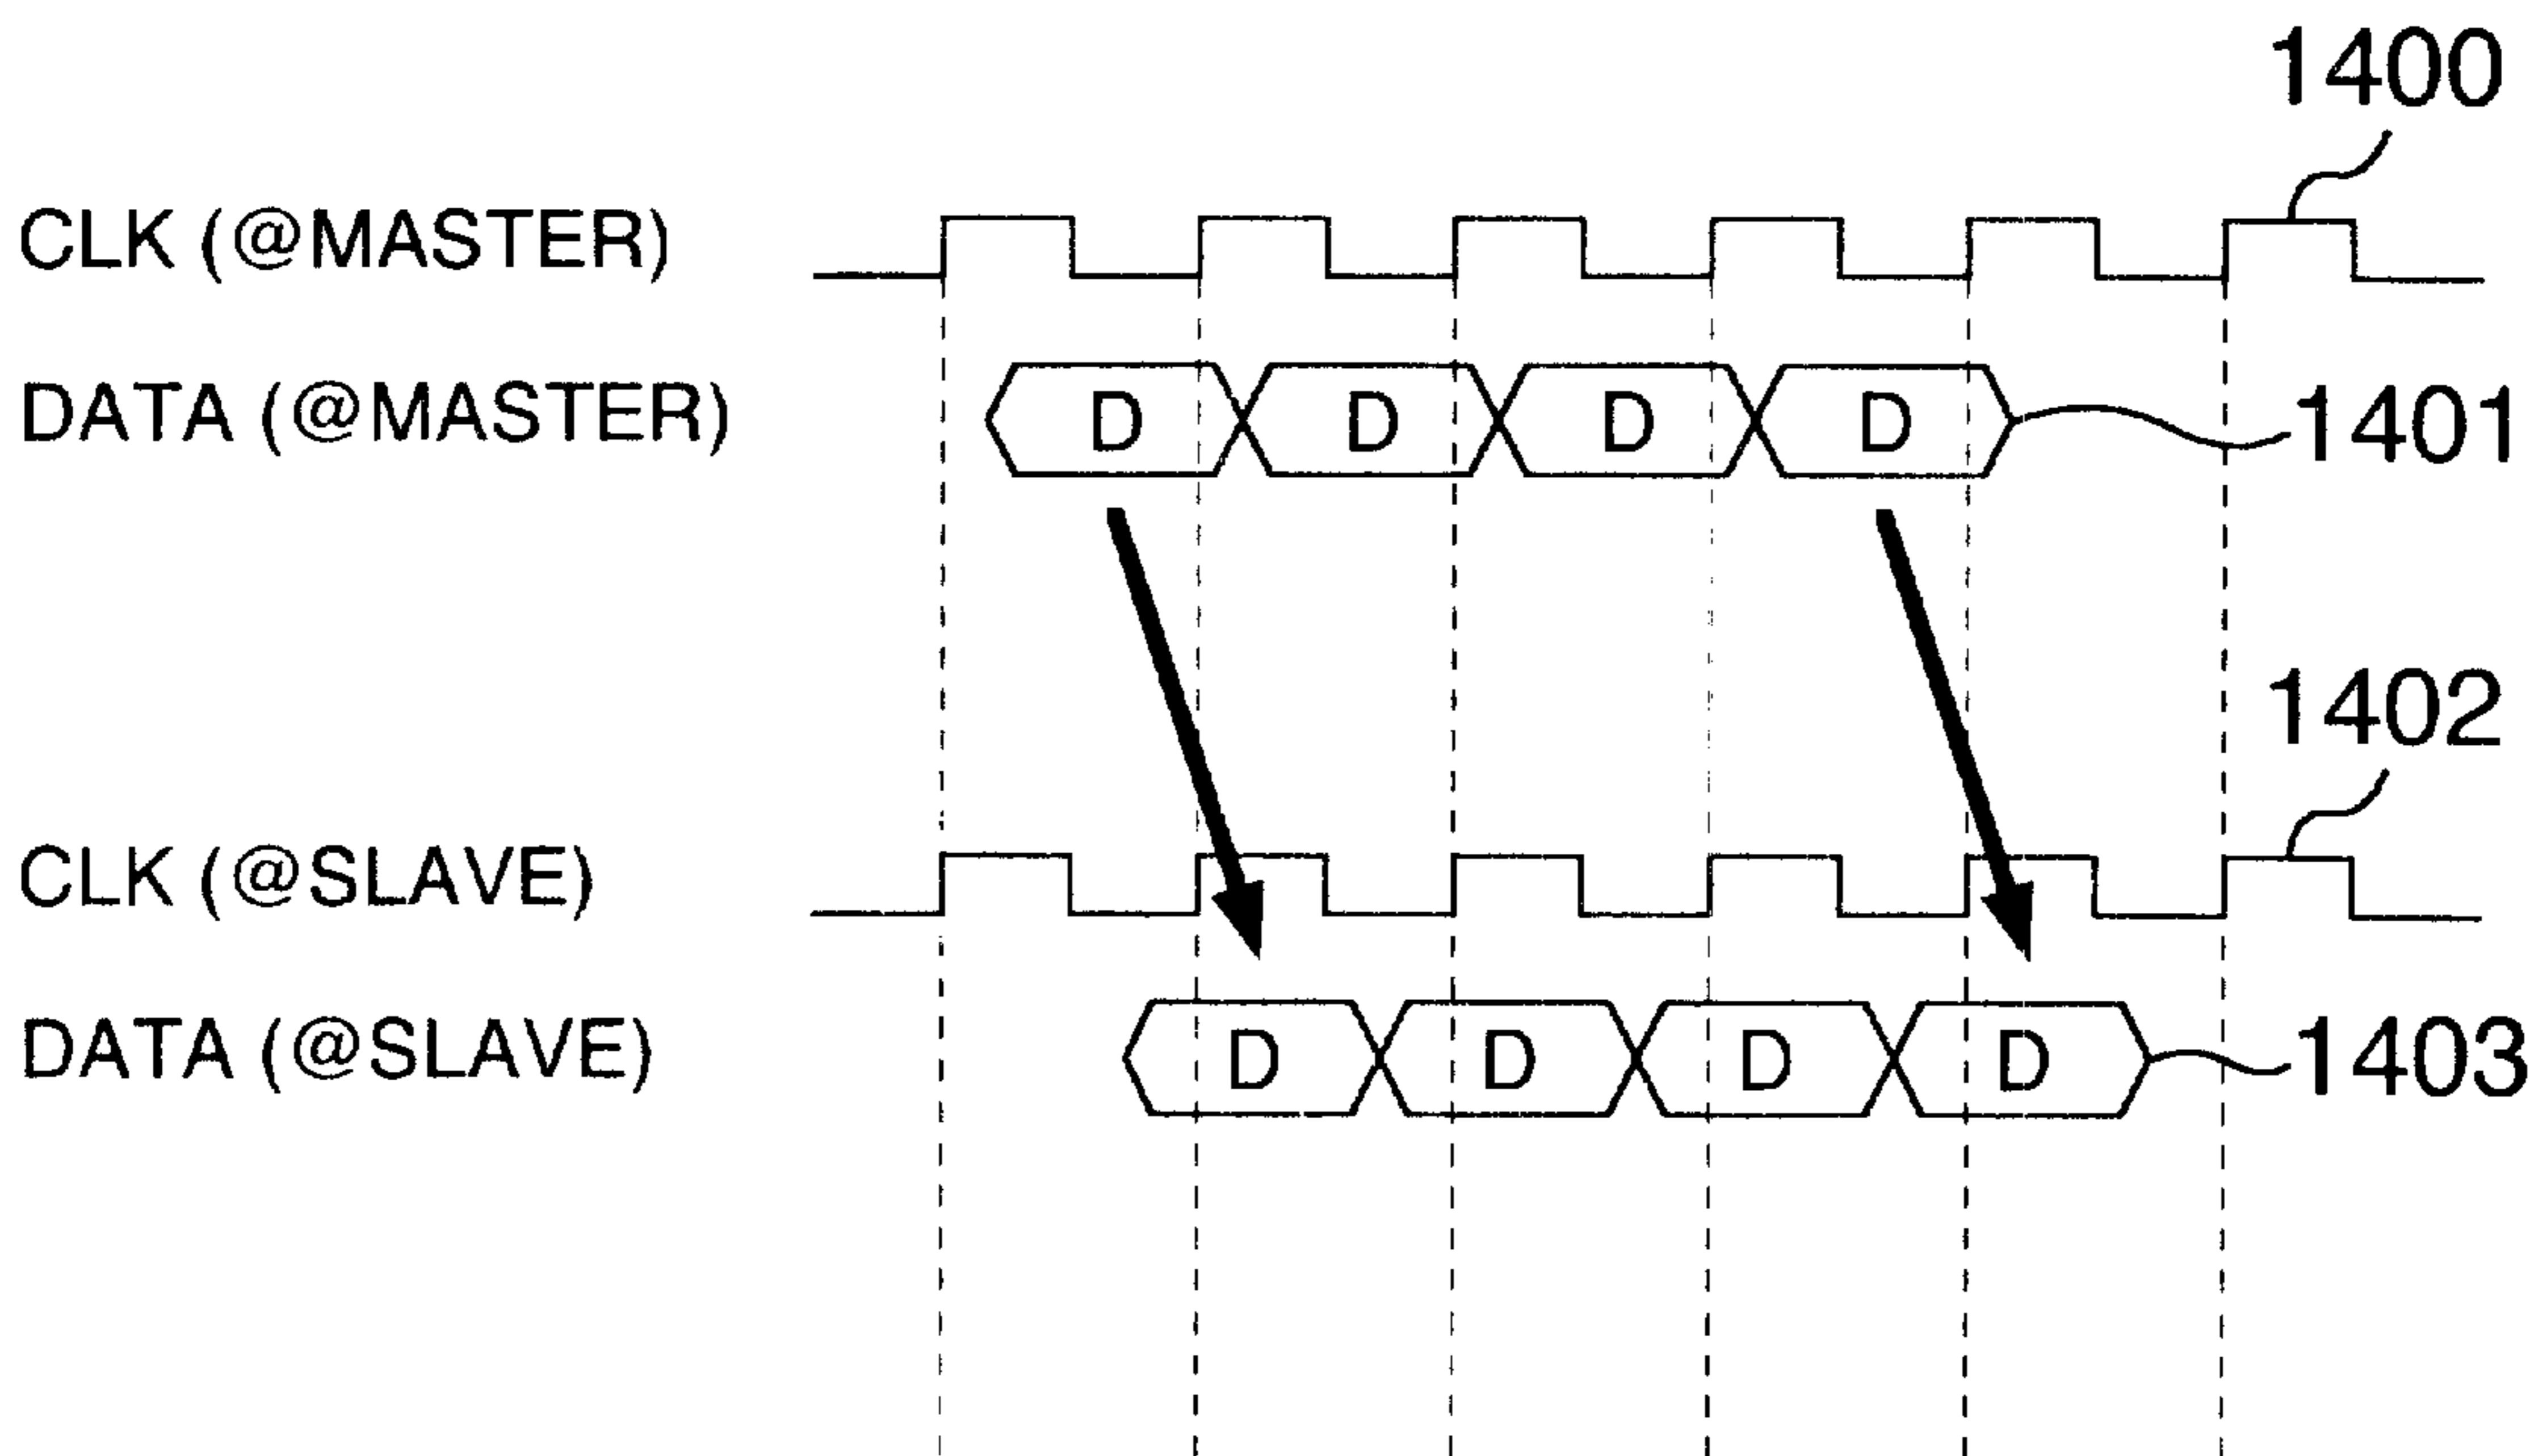 1400
CLK (@MASTER)
DATA (@MASTER) D D D D 1401
1402
CLK (@SLAVE)
DATA (@SLAVE) D D D D 1403